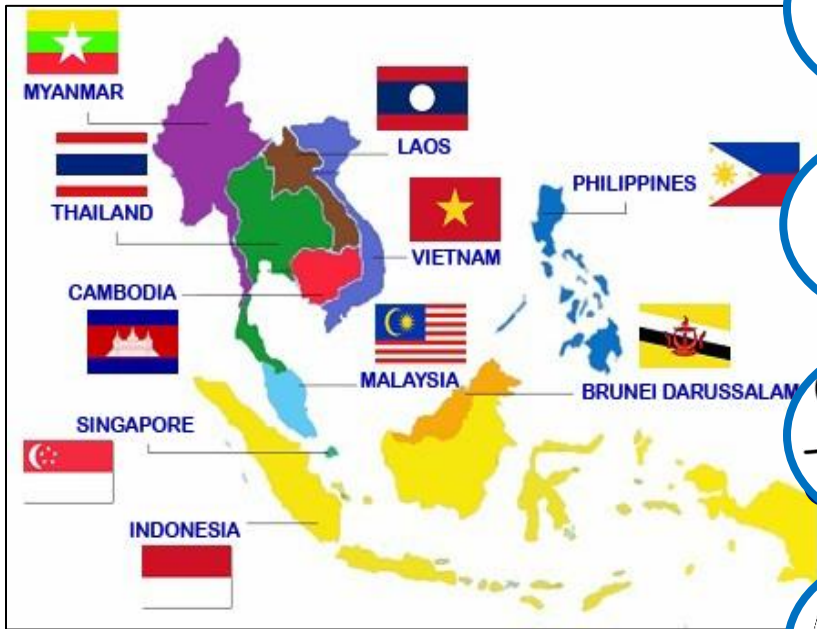 MYANMAR
LAOS
THAILAND
PHILIPPINES
VIETNAM
CAMBODIA
MALAYSIA
BRUNEI DARUSSALAM
SINGAPORE
INDONESIA